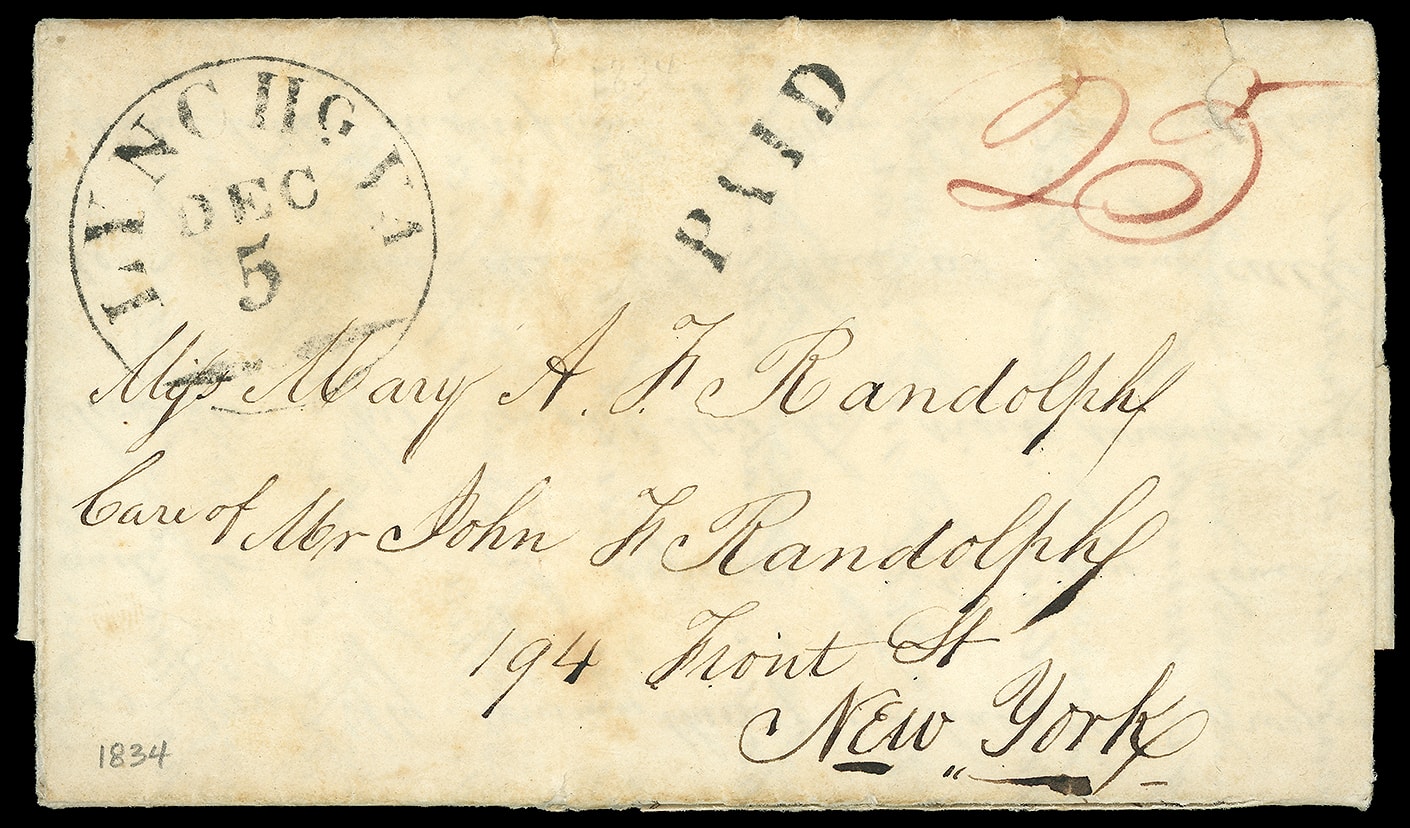 LYNCHG VA
DEC
5
PAID
25
Miss Mary A. F. Randolph
Care of Mr John F Randolph
194 Front St
New York
1834